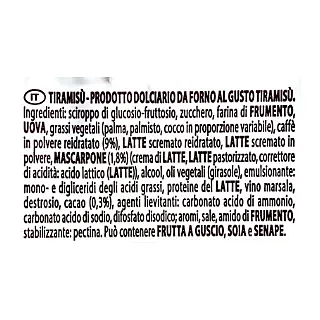 IT TIRAMISÙ - PRODOTTO DOLCIARIO DA FORNO AL GUSTO TIRAMISÙ.
Ingredienti: sciroppo di glucosio-fruttosio, zucchero, farina di FRUMENTO,
UOVA, grassi vegetali (palma, palmisto, cocco in proporzione variabile), caffè
in polvere reidratato (9%), LATTE scremato reidratato, LATTE scremato in
polvere, MASCARPONE (1,8%) (crema di LATTE, LATTE pastorizzato, correttore
di acidità: acido lattico (LATTE)), alcool, oli vegetali (girasole), emulsionante:
mono- e digliceridi degli acidi grassi, proteine del LATTE, vino marsala,
destrosio, cacao (0,3%), agenti lievitanti: carbonato acido di ammonio,
carbonato acido di sodio, difosfato disodico; aromi, sale, amido di FRUMENTO,
stabilizzante: pectina. Può contenere FRUTTA A GUSCIO, SOIA e SENAPE.